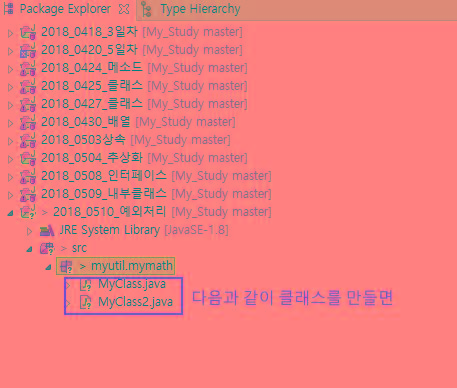 Package Explorer Type Hierarchy
2018_0418_3일차 [My_Study master]
2018_0420_5일차 [My_Study master]
2018_0424_메소드 [My_Study master]
2018_0425_클래스 [My_Study master]
2018_0427_클래스 [My_Study master]
2018_0430_배열 [My_Study master]
2018_0503상속 [My_Study master]
2018_0504_추상화 [My_Study master]
2018_0508_인터페이스 [My_Study master]
2018_0509_내부클래스 [My_Study master]
> 2018_0510_예외처리 [My_Study master]
JRE System Library [JavaSE-1.8]
> src
> myutil.mymath
MyClass.java
MyClass2.java
다음과 같이 클래스를 만들면